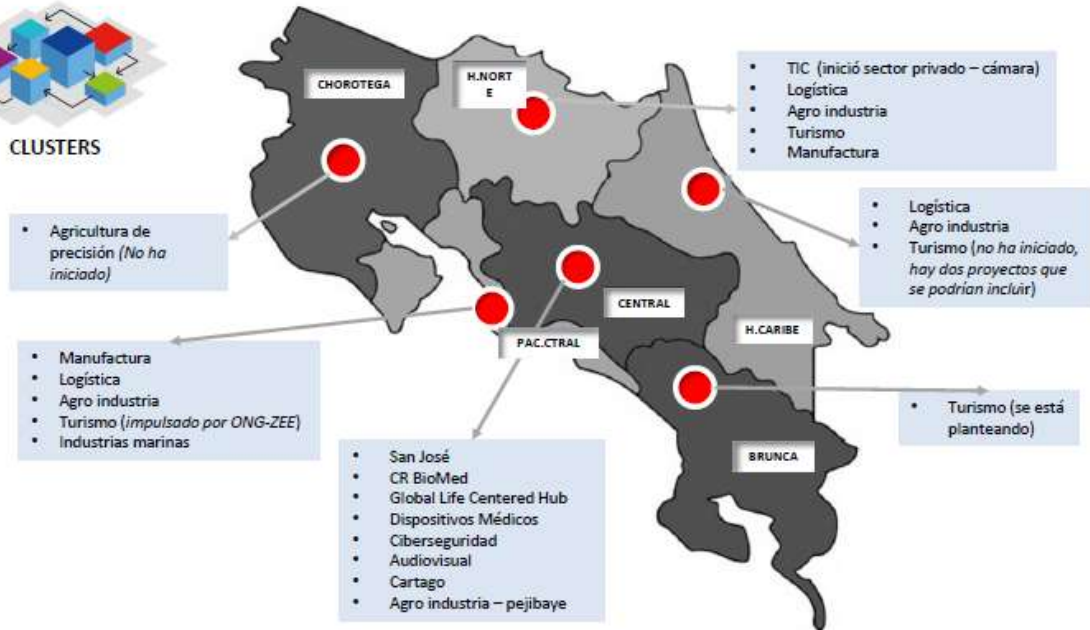 CLUSTERS
CHOROTEGA
H.NORT
E
• TIC (inició sector privado – cámara)
• Logística
• Agro industria
• Turismo
• Manufactura
• Agricultura de
precisión (No ha
iniciado)
• Logística
• Agro industria
• Turismo (no ha iniciado,
hay dos proyectos que
se podrían incluir)
CENTRAL
H.CARIBE
PAC.CTRAL
• Manufactura
• Logística
• Agro industria
• Turismo (impulsado por ONG-ZEE)
• Industrias marinas
• Turismo (se está
planteando)
BRUNCA
• San José
• CR BioMed
• Global Life Centered Hub
• Dispositivos Médicos
• Ciberseguridad
• Audiovisual
• Cartago
• Agro industria – pejibaye